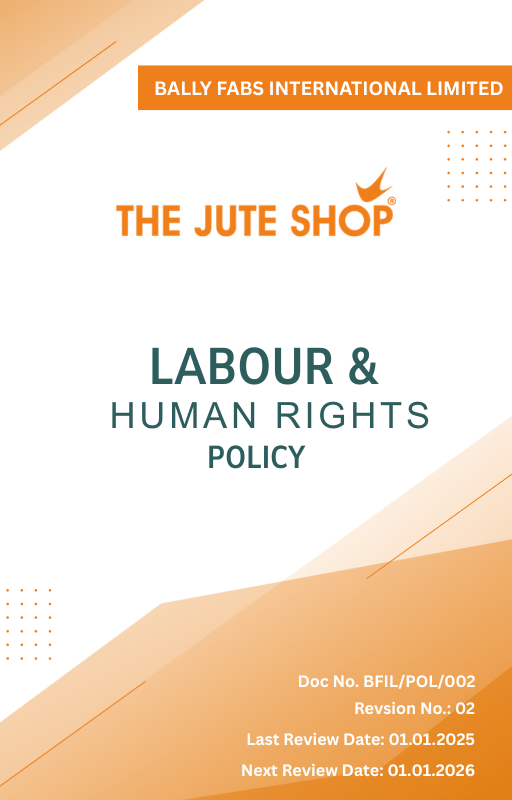 BALLY FABS INTERNATIONAL LIMITED
THE JUTE SHOP®
LABOUR &
HUMAN RIGHTS
POLICY
Doc No. BFIL/POL/002
Revsion No.: 02
Last Review Date: 01.01.2025
Next Review Date: 01.01.2026